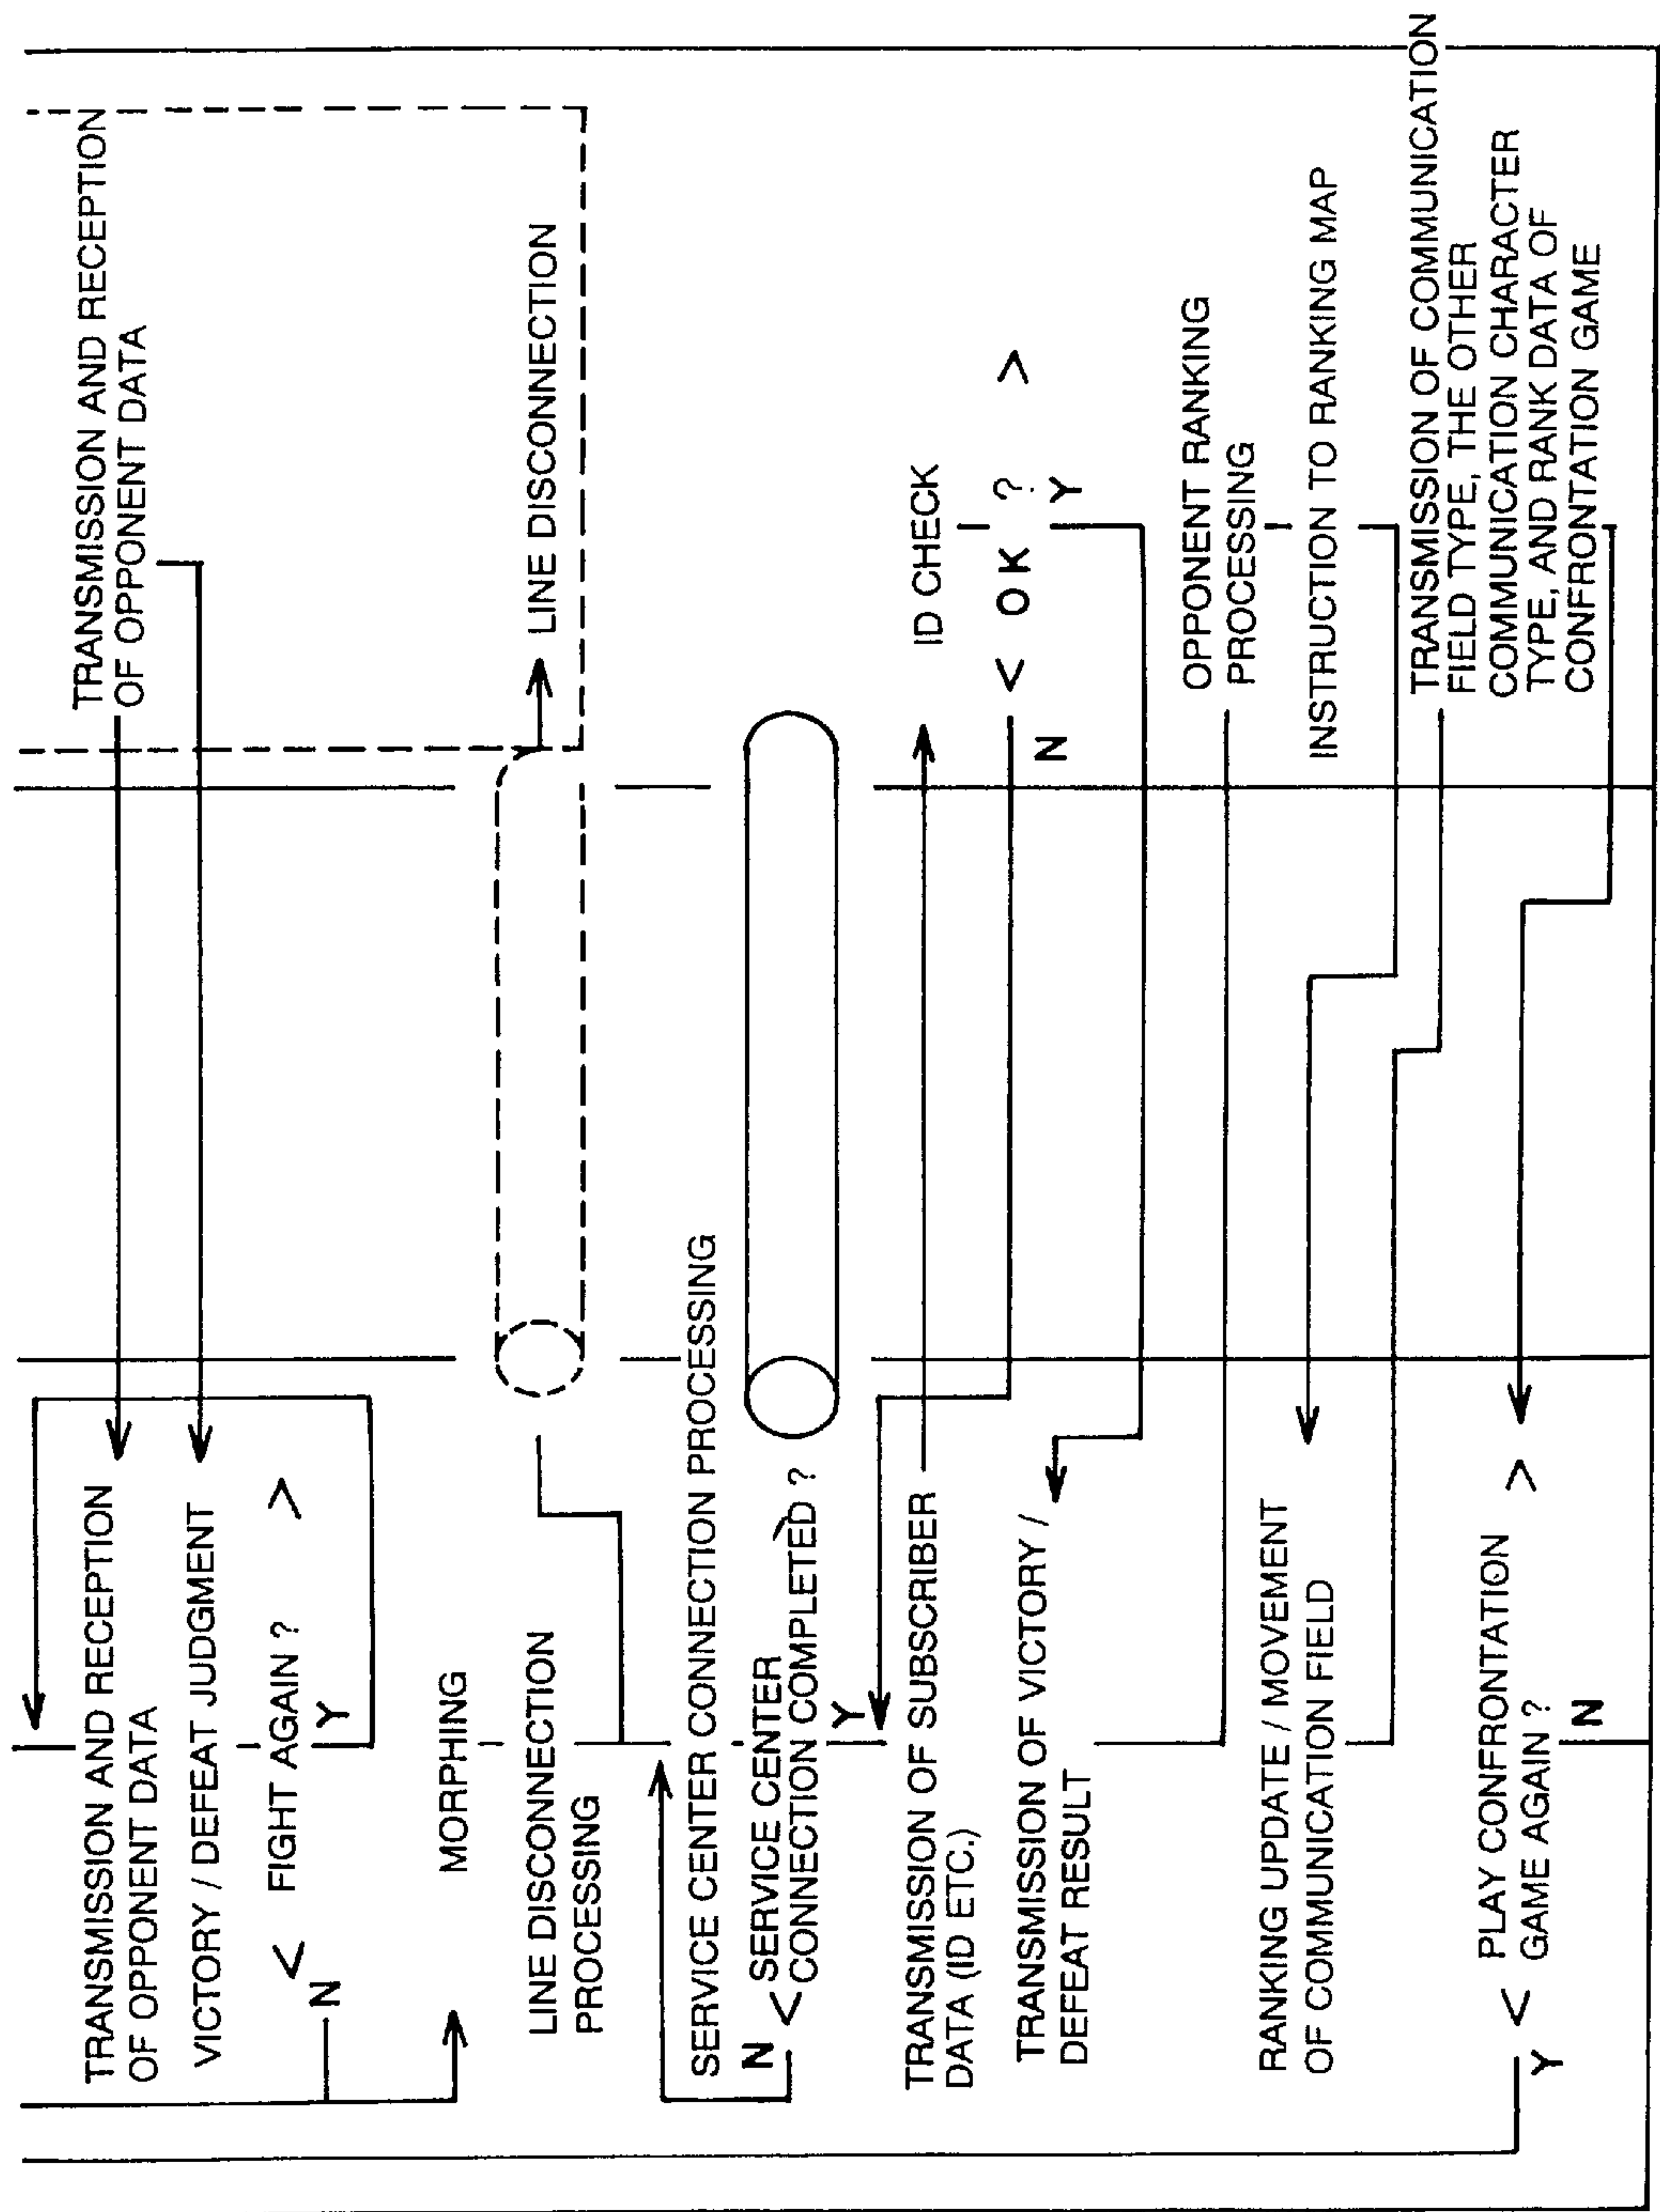 TRANSMISSION AND RECEPTION
OF OPPONENT DATA
VICTORY / DEFEAT JUDGMENT
< FIGHT AGAIN ? >
N
Y
MORPHING
LINE DISCONNECTION
PROCESSING
SERVICE CENTER CONNECTION PROCESSING
N
< SERVICE CENTER
CONNECTION COMPLETED ? >
Y
TRANSMISSION OF SUBSCRIBER
DATA (ID ETC.)
TRANSMISSION OF VICTORY /
DEFEAT RESULT
RANKING UPDATE / MOVEMENT
OF COMMUNICATION FIELD
< PLAY CONFRONTATION >
GAME AGAIN ?
Y
N
TRANSMISSION AND RECEPTION
OF OPPONENT DATA
LINE DISCONNECTION
ID CHECK
< OK ? >
N
Y
OPPONENT RANKING
PROCESSING
INSTRUCTION TO RANKING MAP
TRANSMISSION OF COMMUNICATION
FIELD TYPE, THE OTHER
COMMUNICATION CHARACTER
TYPE, AND RANK DATA OF
CONFRONTATION GAME